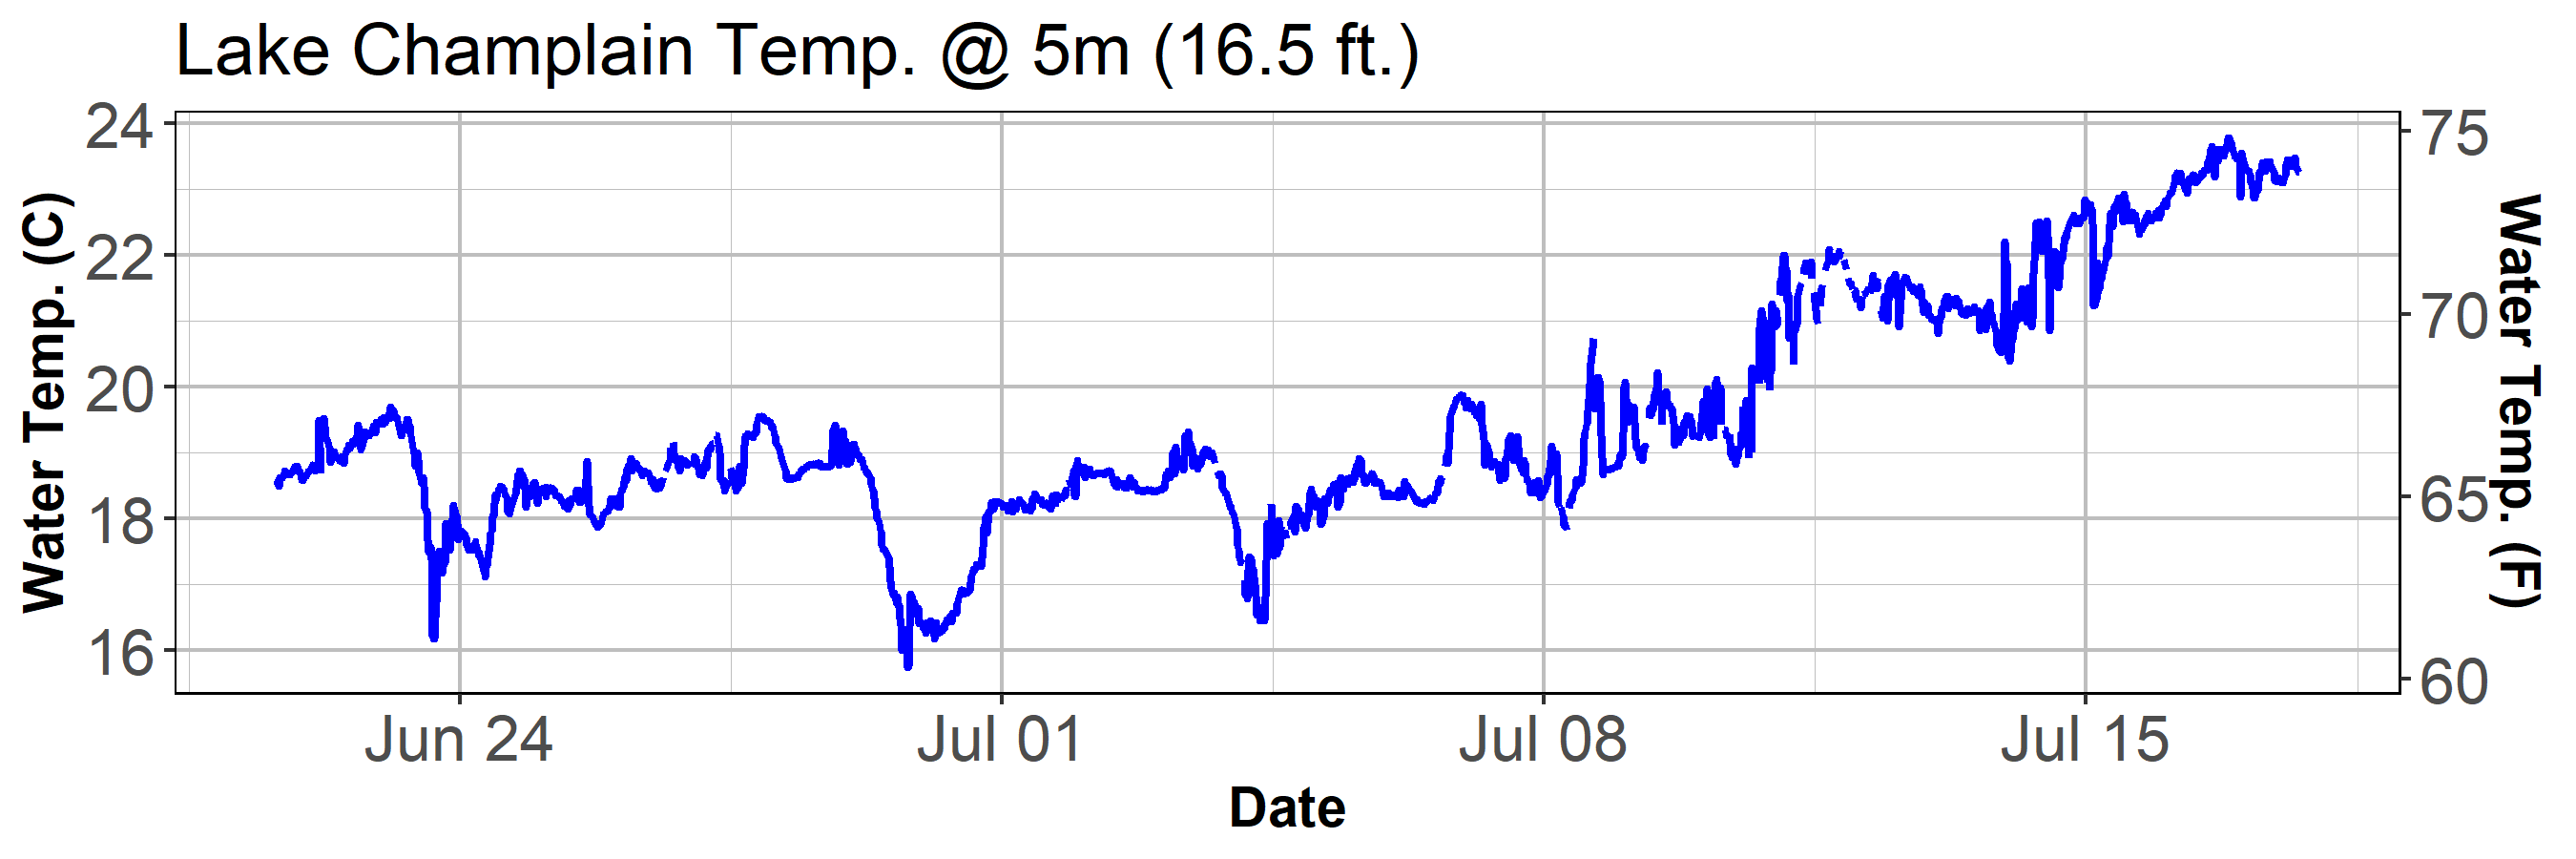 Lake Champlain Temp. @ 5m (16.5 ft.)
Water Temp. (C)
24
22
20
18
16
75
70
65
60
Water Temp. (F)
Jun 24
Jul 01
Jul 08
Jul 15
Date